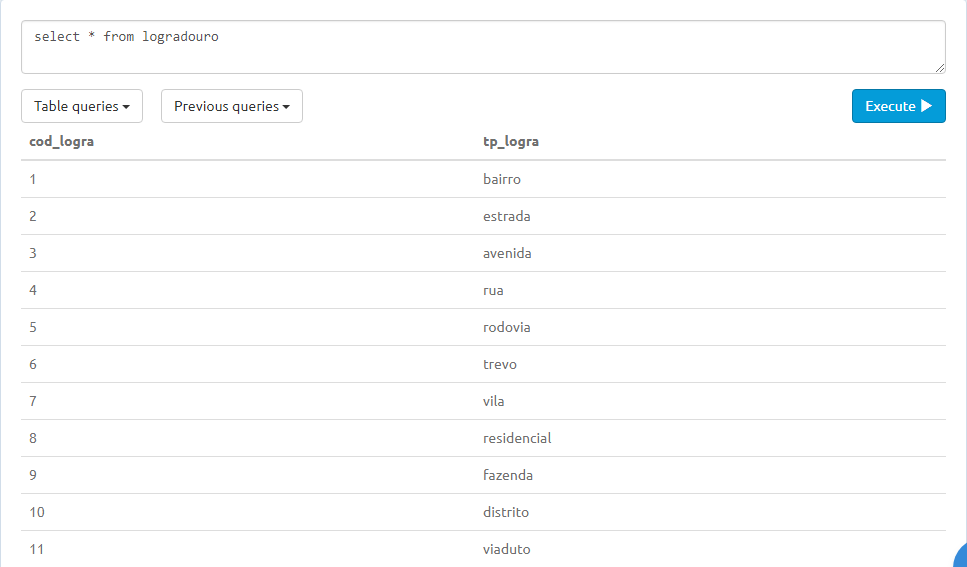 select * from logradouro
Table queries Previous queries Execute
cod_logra tp_logra
1 bairro
2 estrada
3 avenida
4 rua
5 rodovia
6 trevo
7 vila
8 residencial
9 fazenda
10 distrito
11 viaduto